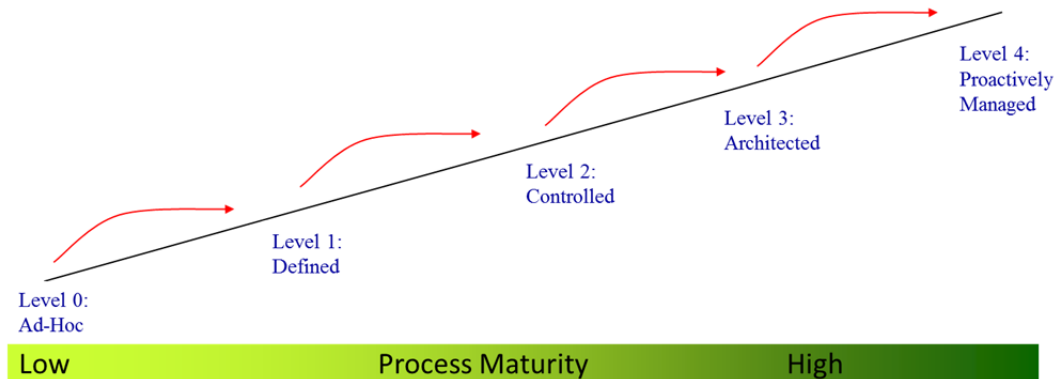 Level 4:
Proactively
Managed
Level 3:
Architected
Level 2:
Controlled
Level 1:
Defined
Level 0:
Ad-Hoc
Low Process Maturity High